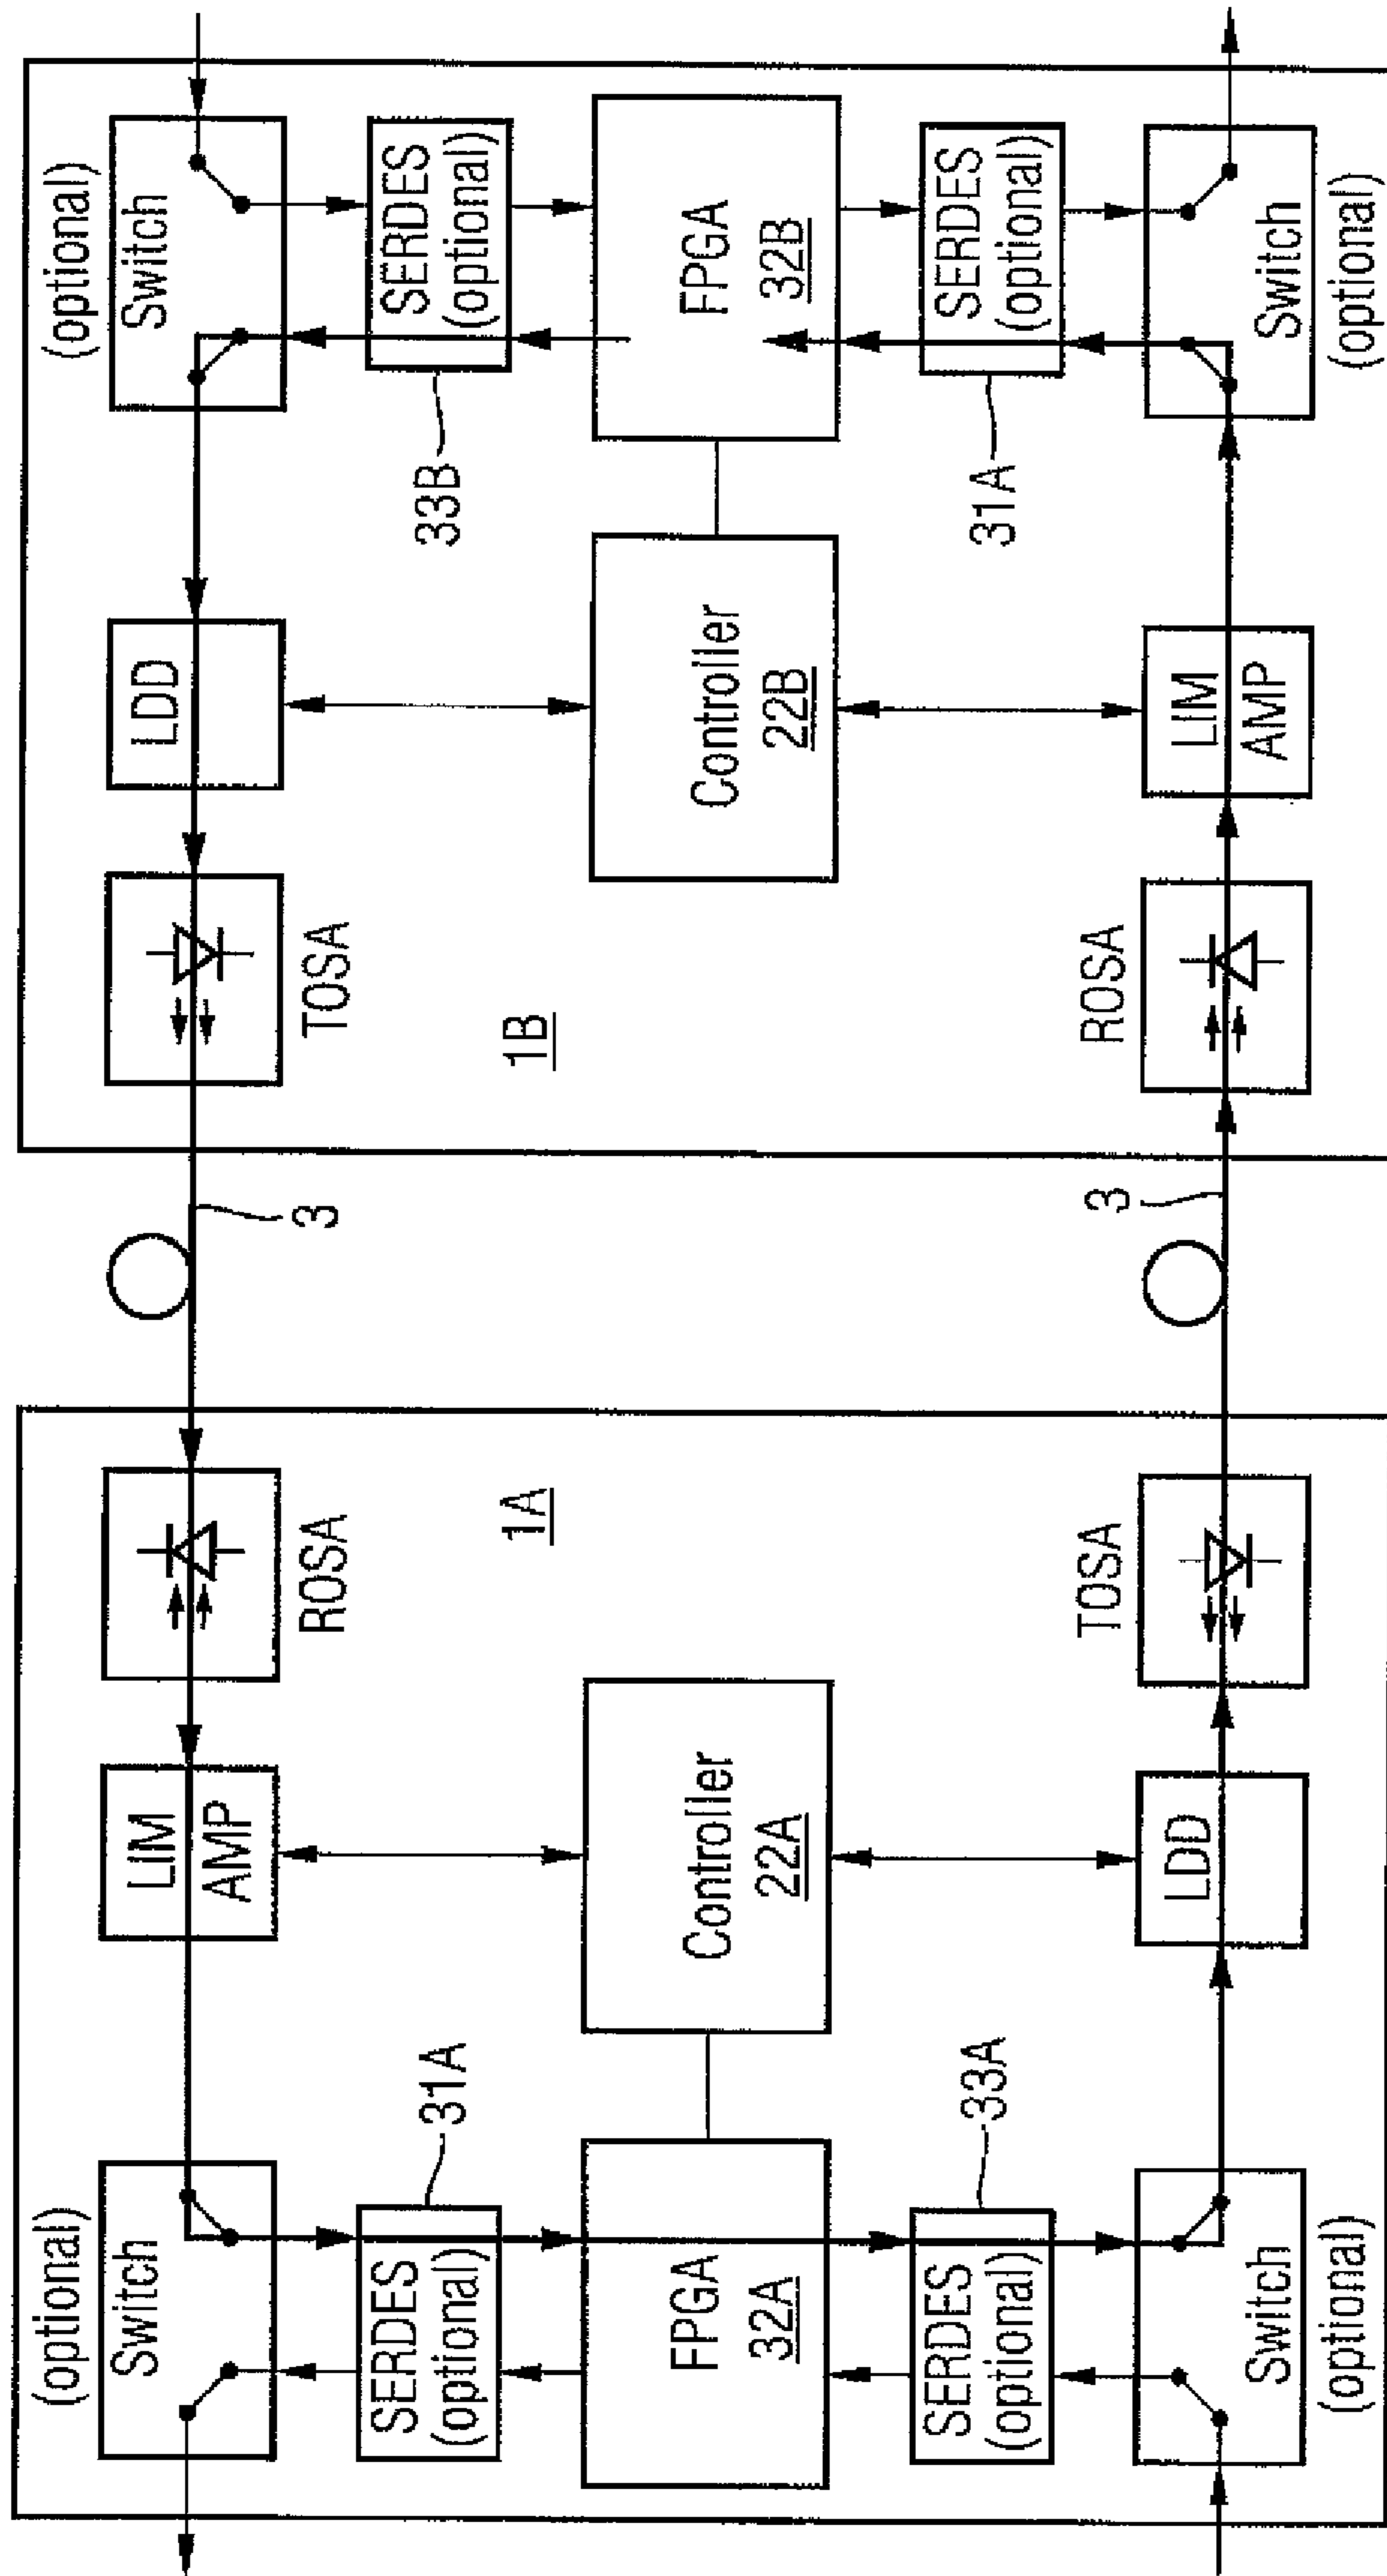 (optional)
Switch
LIM
AMP
ROSA
3
TOSA
LDD
(optional)
Switch
31A
SERDES
(optional)
33B
SERDES
(optional)
1A
1B
FPGA
32A
Controller
22A
Controller
22B
FPGA
32B
33A
SERDES
(optional)
31A
SERDES
(optional)
Switch
(optional)
LDD
TOSA
3
ROSA
LIM
AMP
Switch
(optional)